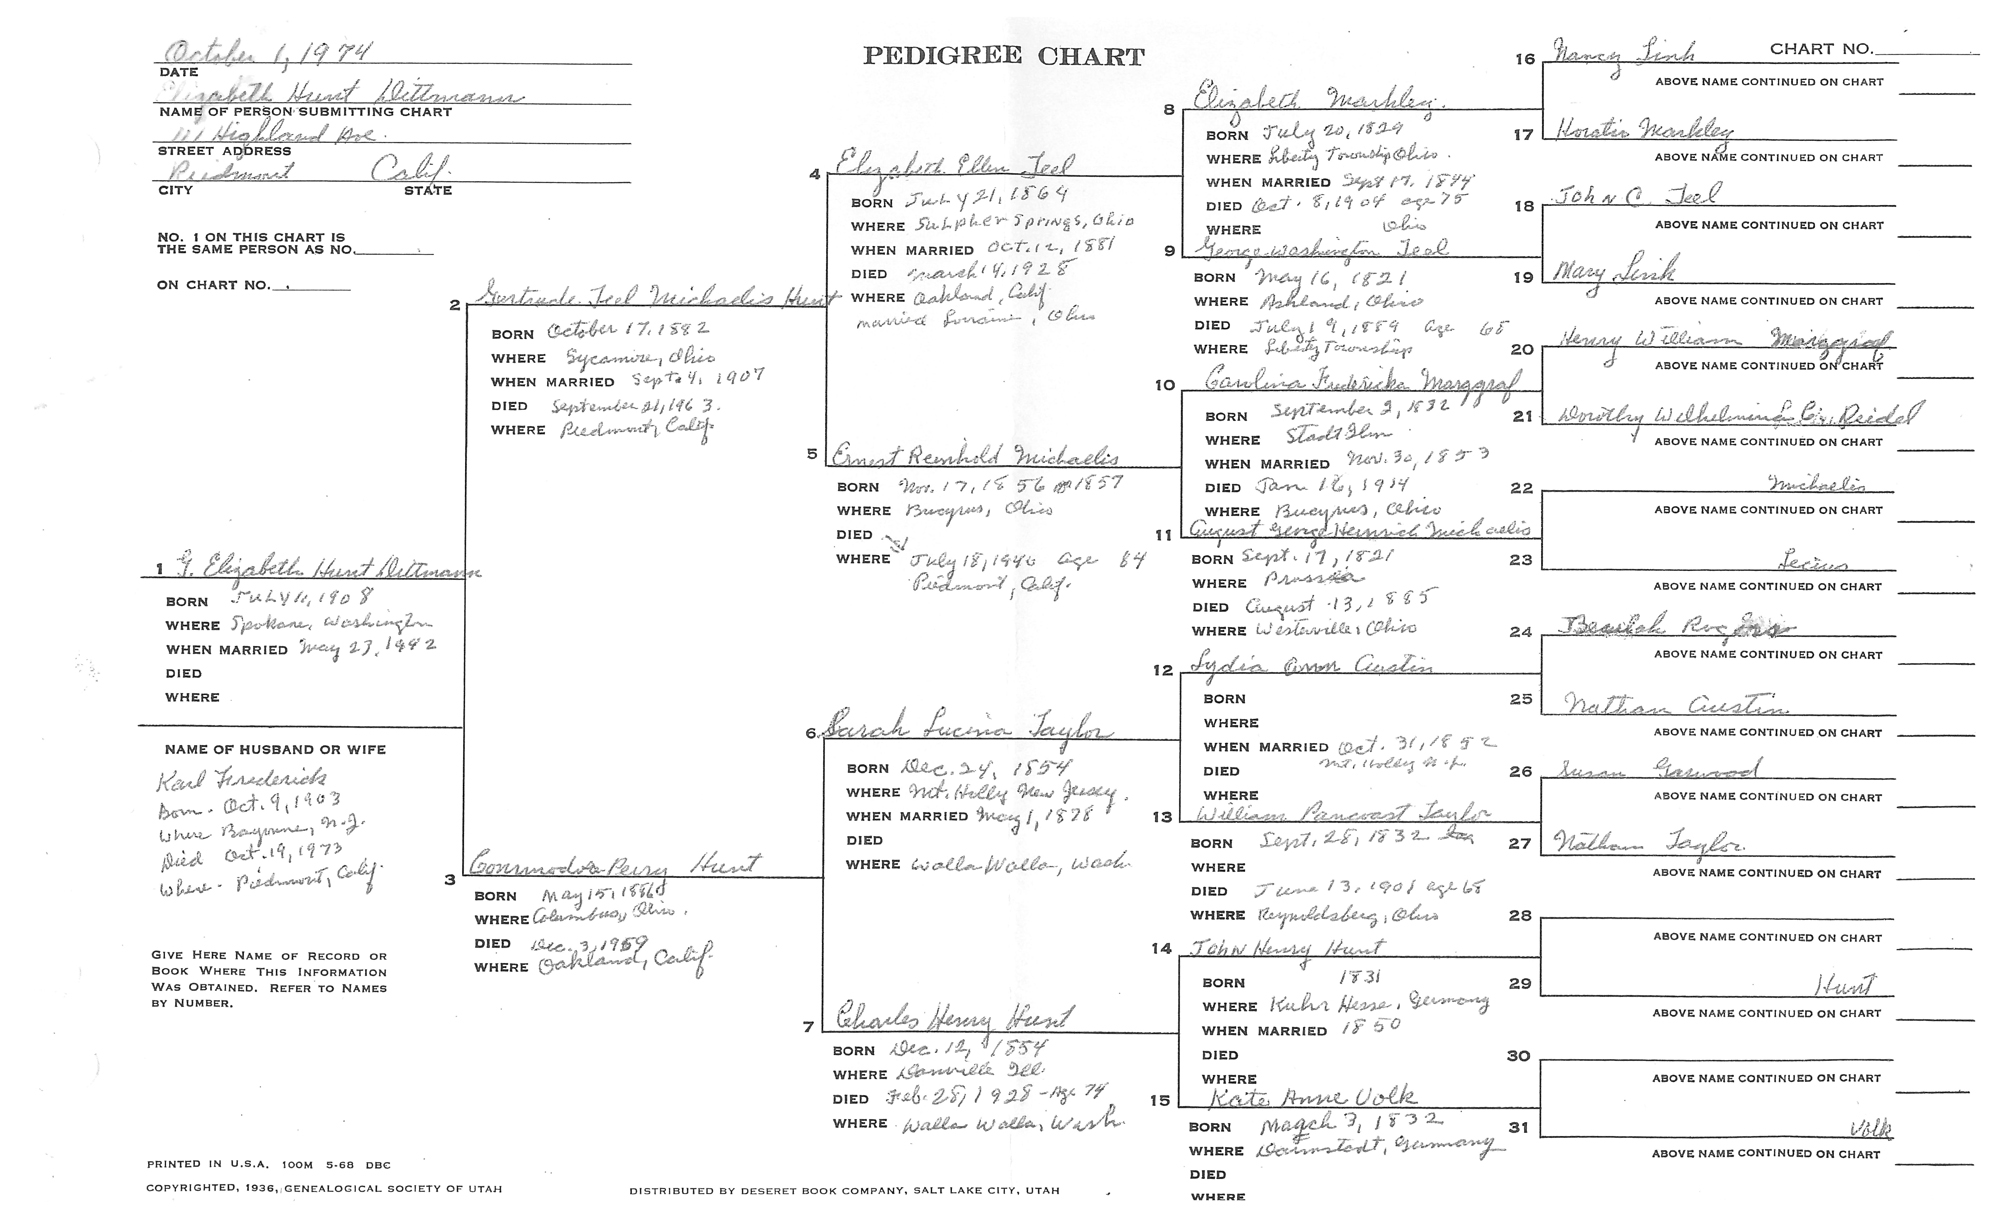 October 1, 1974
DATE
Elizabeth Hunt Dittmann
NAME OF PERSON SUBMITTING CHART
111 Highland Ave.
STREET ADDRESS
Piedmont Calif.
CITY STATE
NO. 1 ON THIS CHART IS
THE SAME PERSON AS NO.
ON CHART NO.
PEDIGREE CHART
CHART NO.
1 G. Elizabeth Hunt Dittmann
BORN July 11, 1908
WHERE Spokane, Washington
WHEN MARRIED May 23, 1942
DIED
WHERE
NAME OF HUSBAND OR WIFE
Karl Frederick
Born - Oct. 9, 1903
Where Bayonne, N.J.
Died Oct. 19, 1973
Where - Piedmont, Calif.
GIVE HERE NAME OF RECORD OR
BOOK WHERE THIS INFORMATION
WAS OBTAINED. REFER TO NAMES
BY NUMBER.
2 Gertrude Teel Michaelis Hunt
BORN October 17, 1882
WHERE Sycamore, Ohio
WHEN MARRIED Sept 4, 1907
DIED September 21, 1963.
WHERE Piedmont, Calif.
3 Commodore Perry Hunt
BORN May 15, 1880
WHERE Columbus, Ohio.
DIED Dec. 3, 1959
WHERE Oakland, Calif.
4 Elizabeth Ellen Teel
BORN July 21, 1864
WHERE Sulpher Springs, Ohio
WHEN MARRIED Oct. 12, 1881
DIED March 14, 1928
WHERE Oakland, Calif.
married Lorraine, Ohio
5 Ernest Reinhold Michaelis
BORN Nov. 17, 1856 or 1857
WHERE Bucyrus, Ohio
DIED
WHERE July 18, 1940 age 84
Piedmont, Calif.
6 Sarah Lucina Taylor
BORN Dec. 24, 1854
WHERE Mt. Holly New Jersey.
WHEN MARRIED May 1, 1878
DIED
WHERE Walla Walla, Wash.
7 Charles Henry Hunt
BORN Dec. 12, 1854
WHERE Danville Ill.
DIED Feb. 28, 1928 - Age 74
WHERE Walla Walla, Wash.
8 Elizabeth Markley.
BORN July 20, 1829
WHERE Liberty Township Ohio.
WHEN MARRIED Sept 17, 1844
DIED Oct. 8, 1904 age 75
WHERE Ohio
9 George Washington Teel
BORN May 16, 1821
WHERE Ashland, Ohio
DIED July 19, 1889 age 68
WHERE Liberty Township
10 Carolina Fredericka Marggraf
BORN September 2, 1832
WHERE Stadt Ilm
WHEN MARRIED Nov. 30, 1853
DIED Jan 16, 1914
WHERE Bucyrus, Ohio
11 August George Heinrich Michaelis
BORN Sept. 17, 1821
WHERE Prussia
DIED August 13, 1885
WHERE Westerville, Ohio
12 Lydia Ann Austin
BORN
WHERE
WHEN MARRIED Oct. 31, 1852
DIED Mt. Holly N.J.
WHERE
13 William Pancoast Taylor
BORN Sept. 28, 1832
WHERE
DIED June 13, 1901 age 68
WHERE Reynoldsberg, Ohio
14 John Henry Hunt
BORN 1831
WHERE Kuhr Hesse, Germany
WHEN MARRIED 1850
DIED
WHERE
15 Kate Anne Volk
BORN March 3, 1832
WHERE Darmstadt, Germany
DIED
WHERE
16 Nancy Link
ABOVE NAME CONTINUED ON CHART
17 Horatio Markley
ABOVE NAME CONTINUED ON CHART
18 John C. Teel
ABOVE NAME CONTINUED ON CHART
19 Mary Link
ABOVE NAME CONTINUED ON CHART
20 Henry William Marggraf
ABOVE NAME CONTINUED ON CHART
21 Dorothy Wilhelmina Reidel
ABOVE NAME CONTINUED ON CHART
22 Michaelis
ABOVE NAME CONTINUED ON CHART
23 Lecius
ABOVE NAME CONTINUED ON CHART
24 Beulah Rogers
ABOVE NAME CONTINUED ON CHART
25 Nathan Austin
ABOVE NAME CONTINUED ON CHART
26 Susan Garwood
ABOVE NAME CONTINUED ON CHART
27 Nathan Taylor
ABOVE NAME CONTINUED ON CHART
28
ABOVE NAME CONTINUED ON CHART
29 Hunt
ABOVE NAME CONTINUED ON CHART
30
ABOVE NAME CONTINUED ON CHART
31 Volk
ABOVE NAME CONTINUED ON CHART
PRINTED IN U.S.A. 100M 5-68 DBC
COPYRIGHTED, 1936, GENEALOGICAL SOCIETY OF UTAH
DISTRIBUTED BY DESERET BOOK COMPANY, SALT LAKE CITY, UTAH